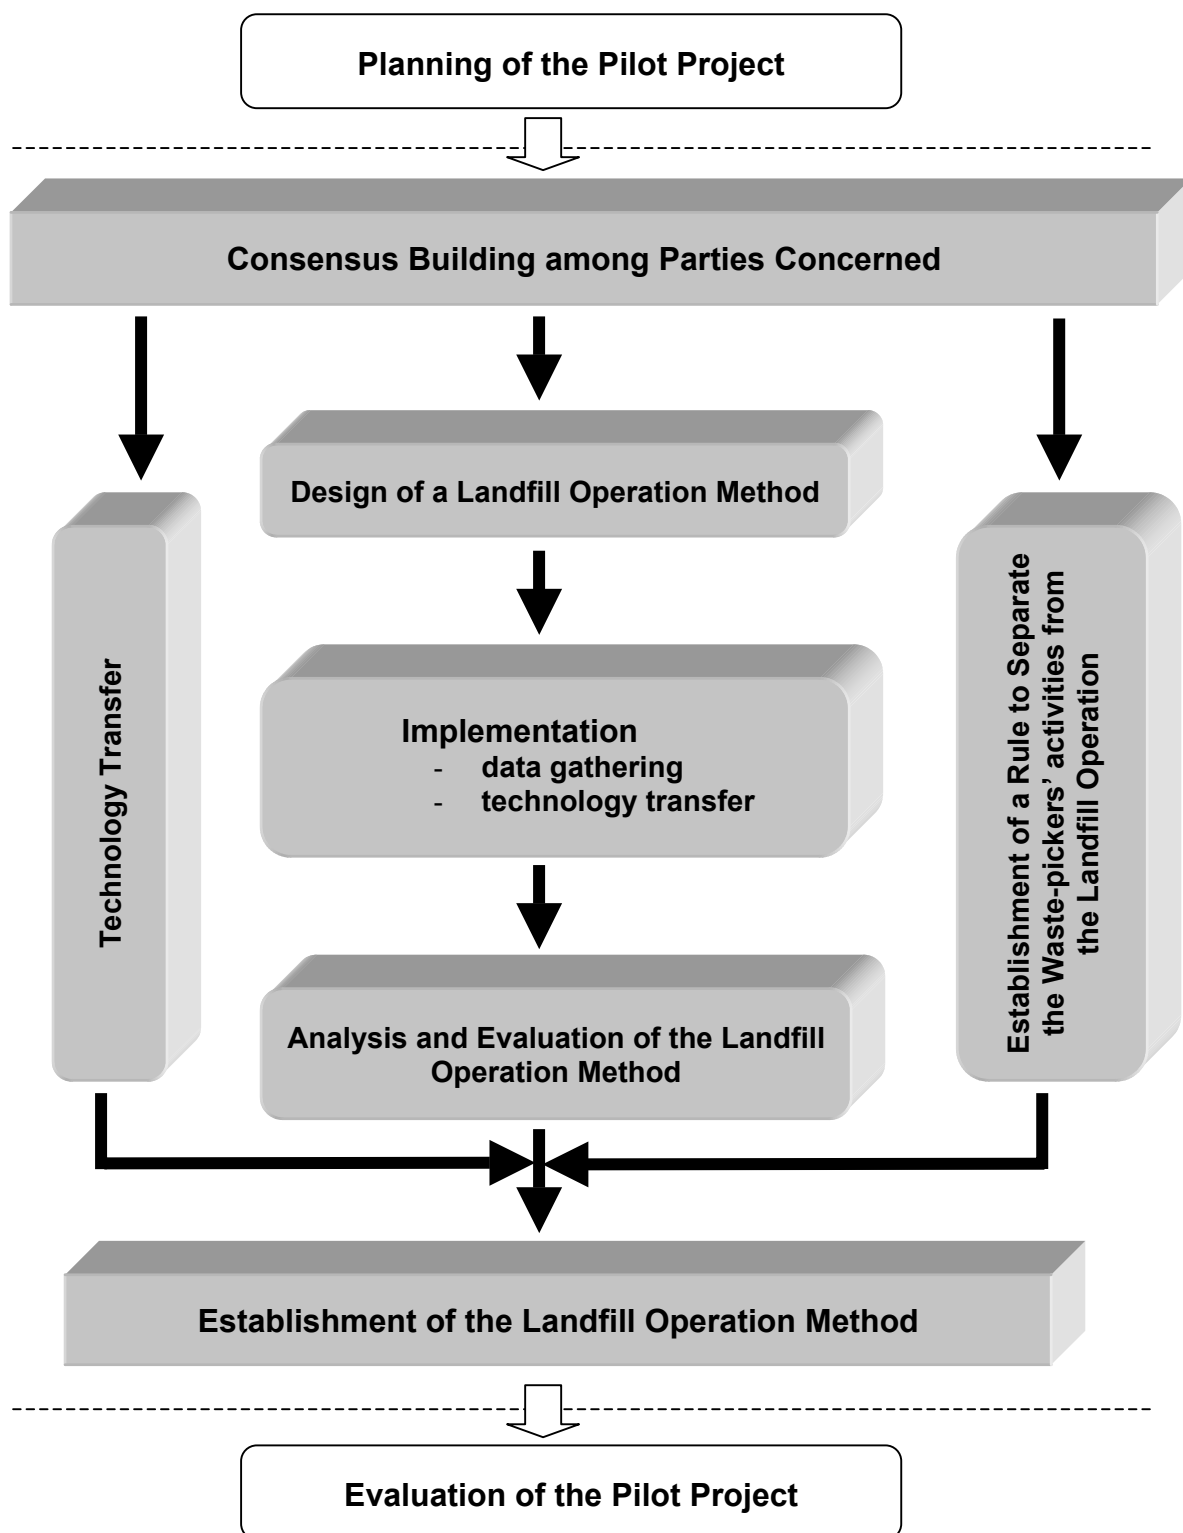 Planning of the Pilot Project
Consensus Building among Parties Concerned
Design of a Landfill Operation Method
Technology Transfer
Implementation
- data gathering
- technology transfer
Establishment of a Rule to Separate
the Waste-pickers’ activities from
the Landfill Operation
Analysis and Evaluation of the Landfill
Operation Method
Establishment of the Landfill Operation Method
Evaluation of the Pilot Project